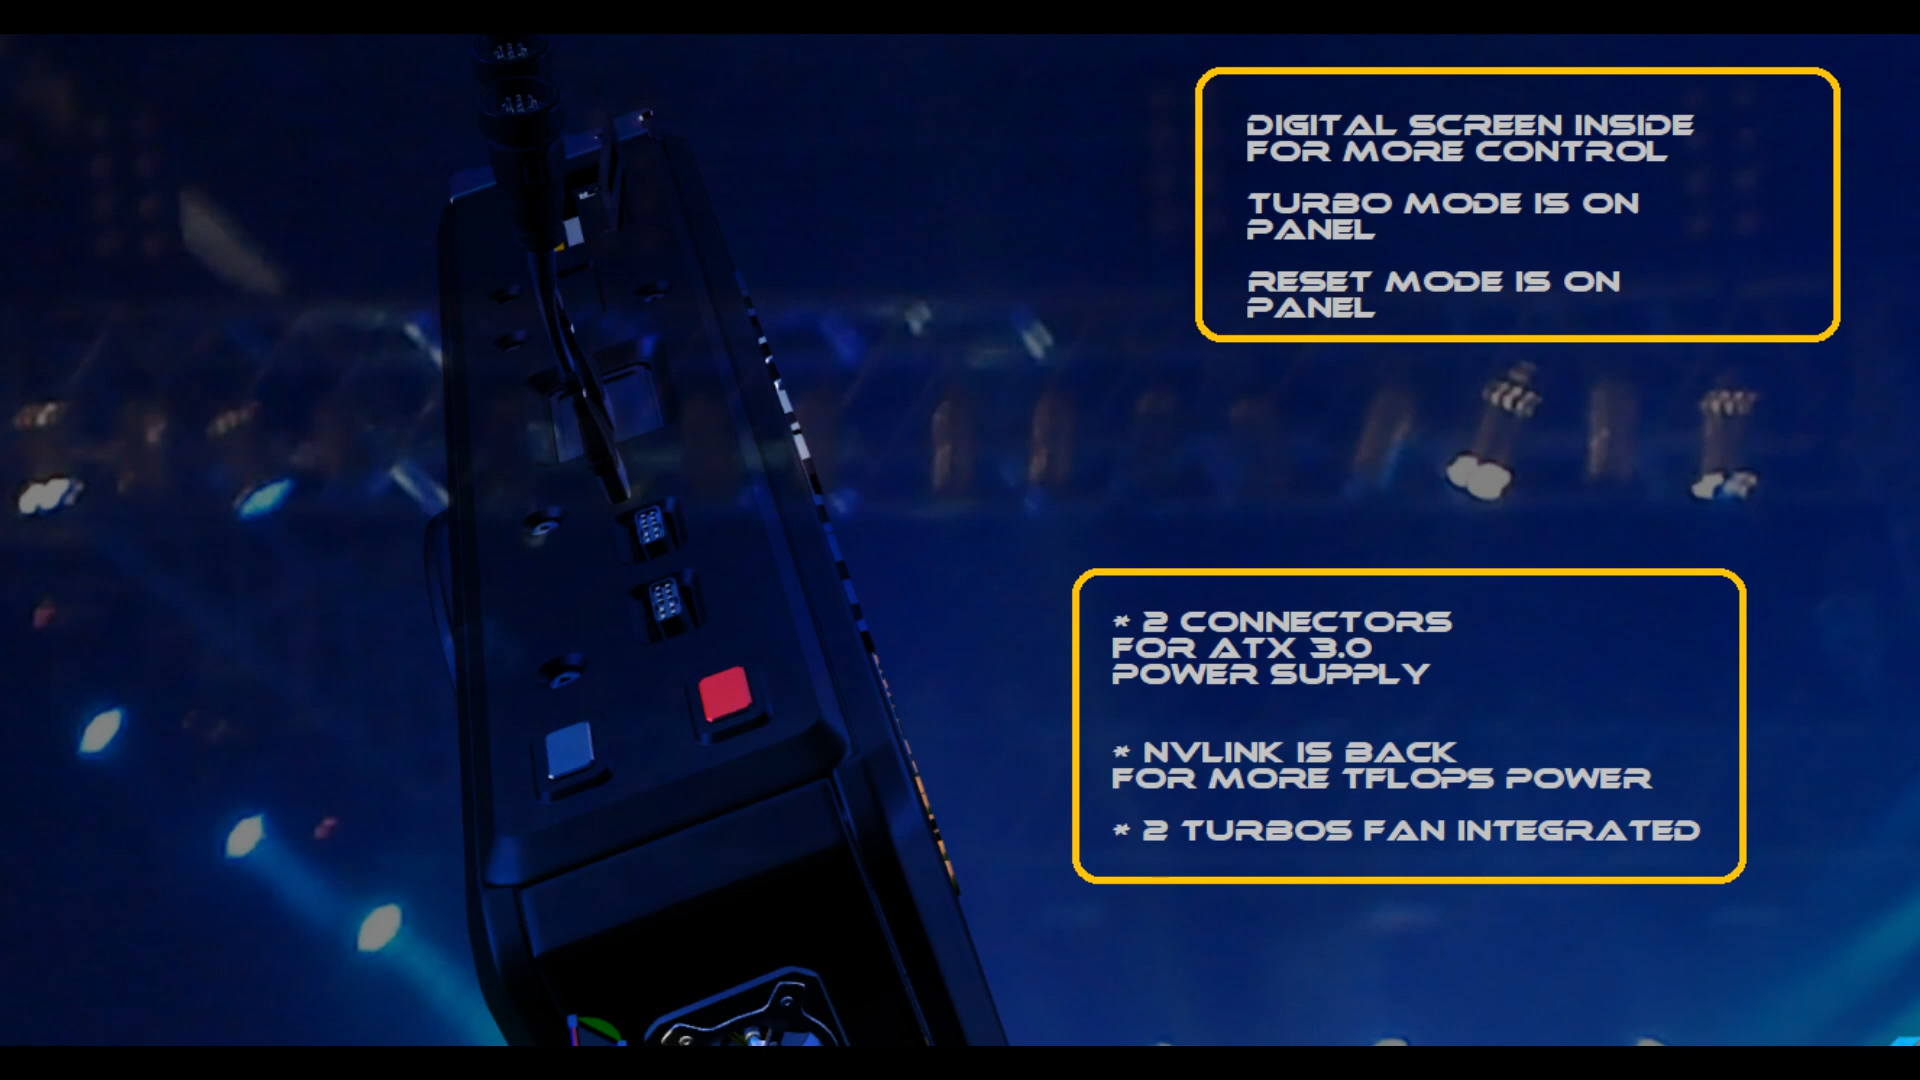 DIGITAL SCREEN INSIDE
FOR MORE CONTROL
TURBO MODE IS ON
PANEL
RESET MODE IS ON
PANEL
* 2 CONNECTORS
FOR ATX 3.0
POWER SUPPLY
* NVLINK IS BACK
FOR MORE TFLOPS POWER
* 2 TURBOS FAN INTEGRATED